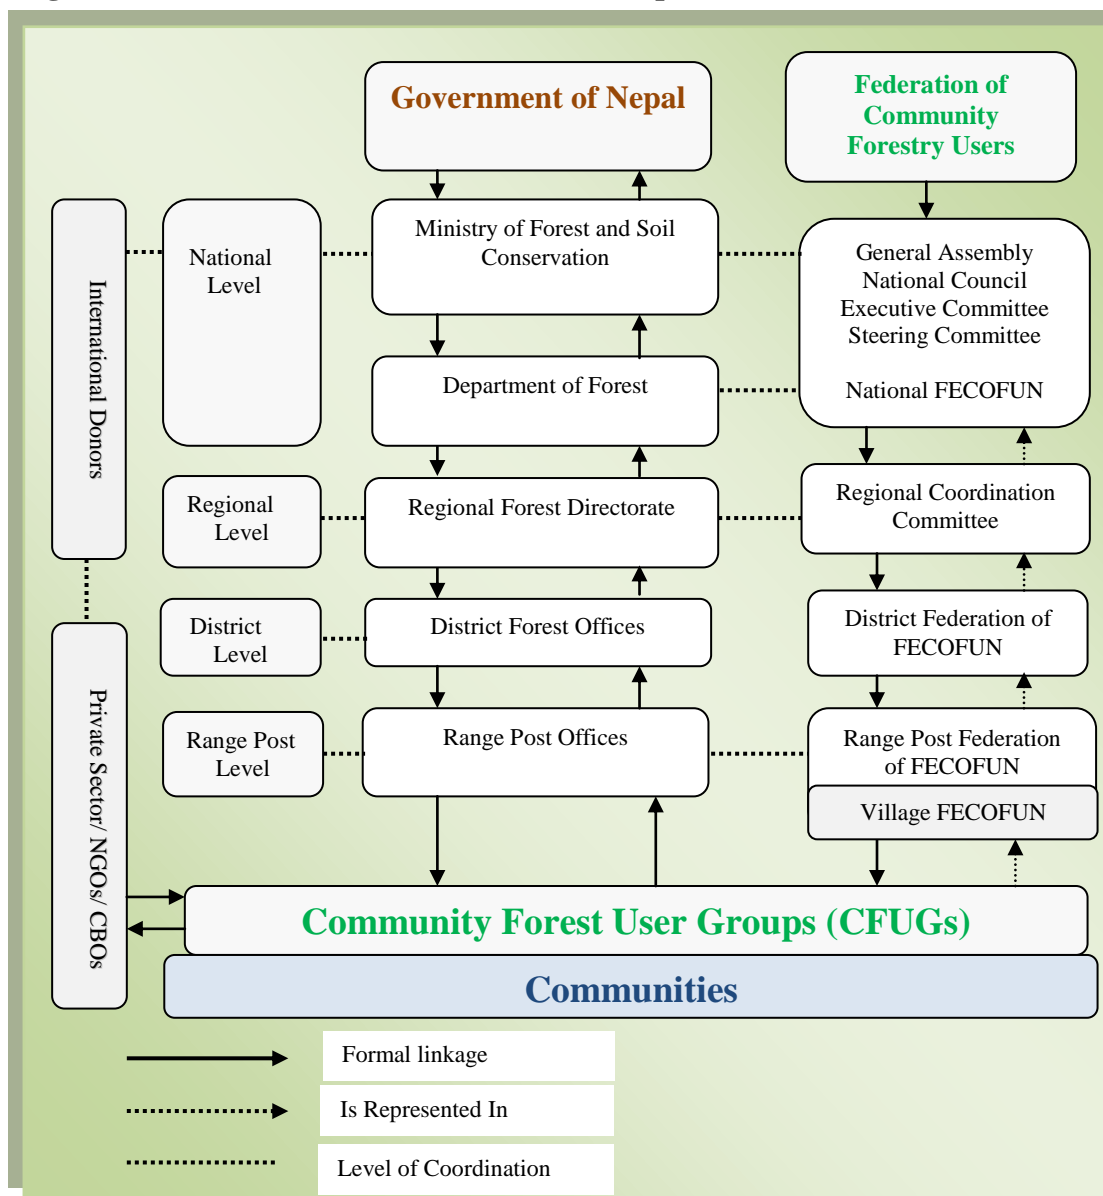 Government of Nepal
Federation of
Community
Forestry Users
International Donors
National
Level
Ministry of Forest and Soil
Conservation
General Assembly
National Council
Executive Committee
Steering Committee
National FECOFUN
Department of Forest
Regional
Level
Regional Forest Directorate
Regional Coordination
Committee
District
Level
District Forest Offices
District Federation of
FECOFUN
Private Sector/ NGOs/ CBOs
Range Post
Level
Range Post Offices
Range Post Federation
of FECOFUN
Village FECOFUN
Community Forest User Groups (CFUGs)
Communities
Formal linkage
Is Represented In
Level of Coordination